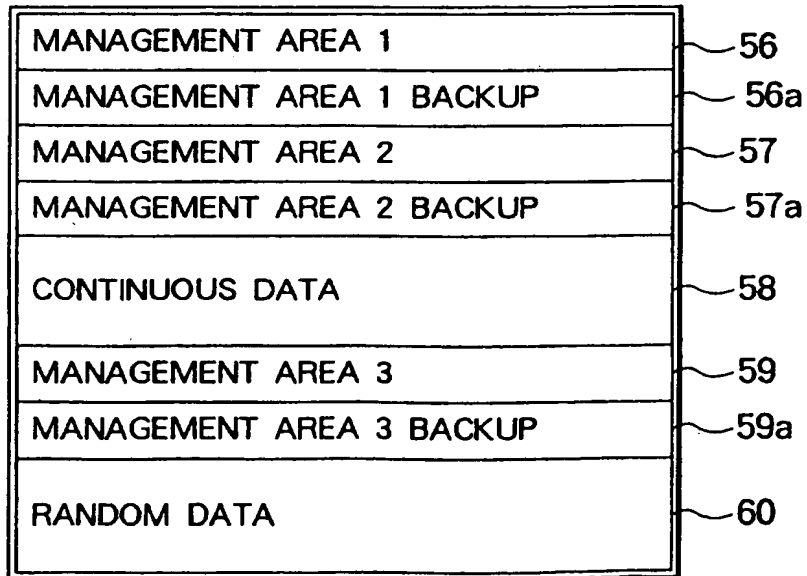 MANAGEMENT AREA 1 56
MANAGEMENT AREA 1 BACKUP 56a
MANAGEMENT AREA 2 57
MANAGEMENT AREA 2 BACKUP 57a
CONTINUOUS DATA 58
MANAGEMENT AREA 3 59
MANAGEMENT AREA 3 BACKUP 59a
RANDOM DATA 60